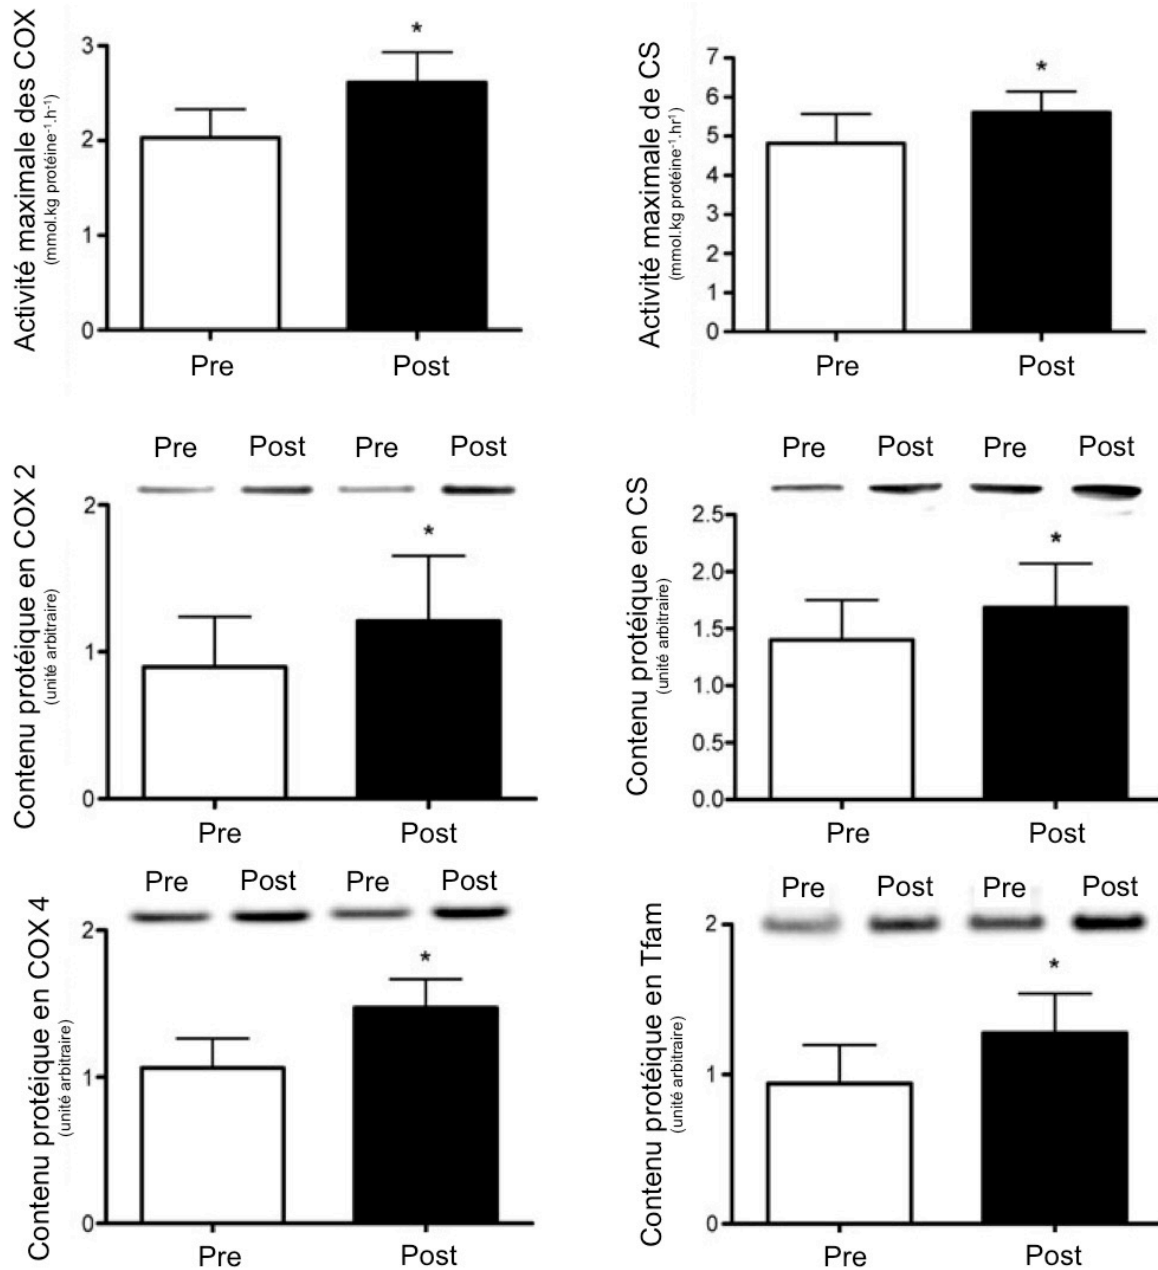 Activité maximale des COX
(mmol.kg protéine⁻¹.h⁻¹)
3
2
1
0
*
Pre
Post
Activité maximale de CS
(mmol.kg protéine⁻¹.hr¹)
7
6
5
4
3
2
1
0
*
Pre
Post
Contenu protéique en COX 2
(unité arbitraire)
Pre Post Pre Post
2
1
0
*
Pre
Post
Contenu protéique en CS
(unité arbitraire)
Pre Post Pre Post
2.5
2.0
1.5
1.0
0.5
0.0
*
Pre
Post
Contenu protéique en COX 4
(unité arbitraire)
Pre Post Pre Post
2
1
0
*
Pre
Post
Contenu protéique en Tfam
(unité arbitraire)
Pre Post Pre Post
2
1
0
*
Pre
Post